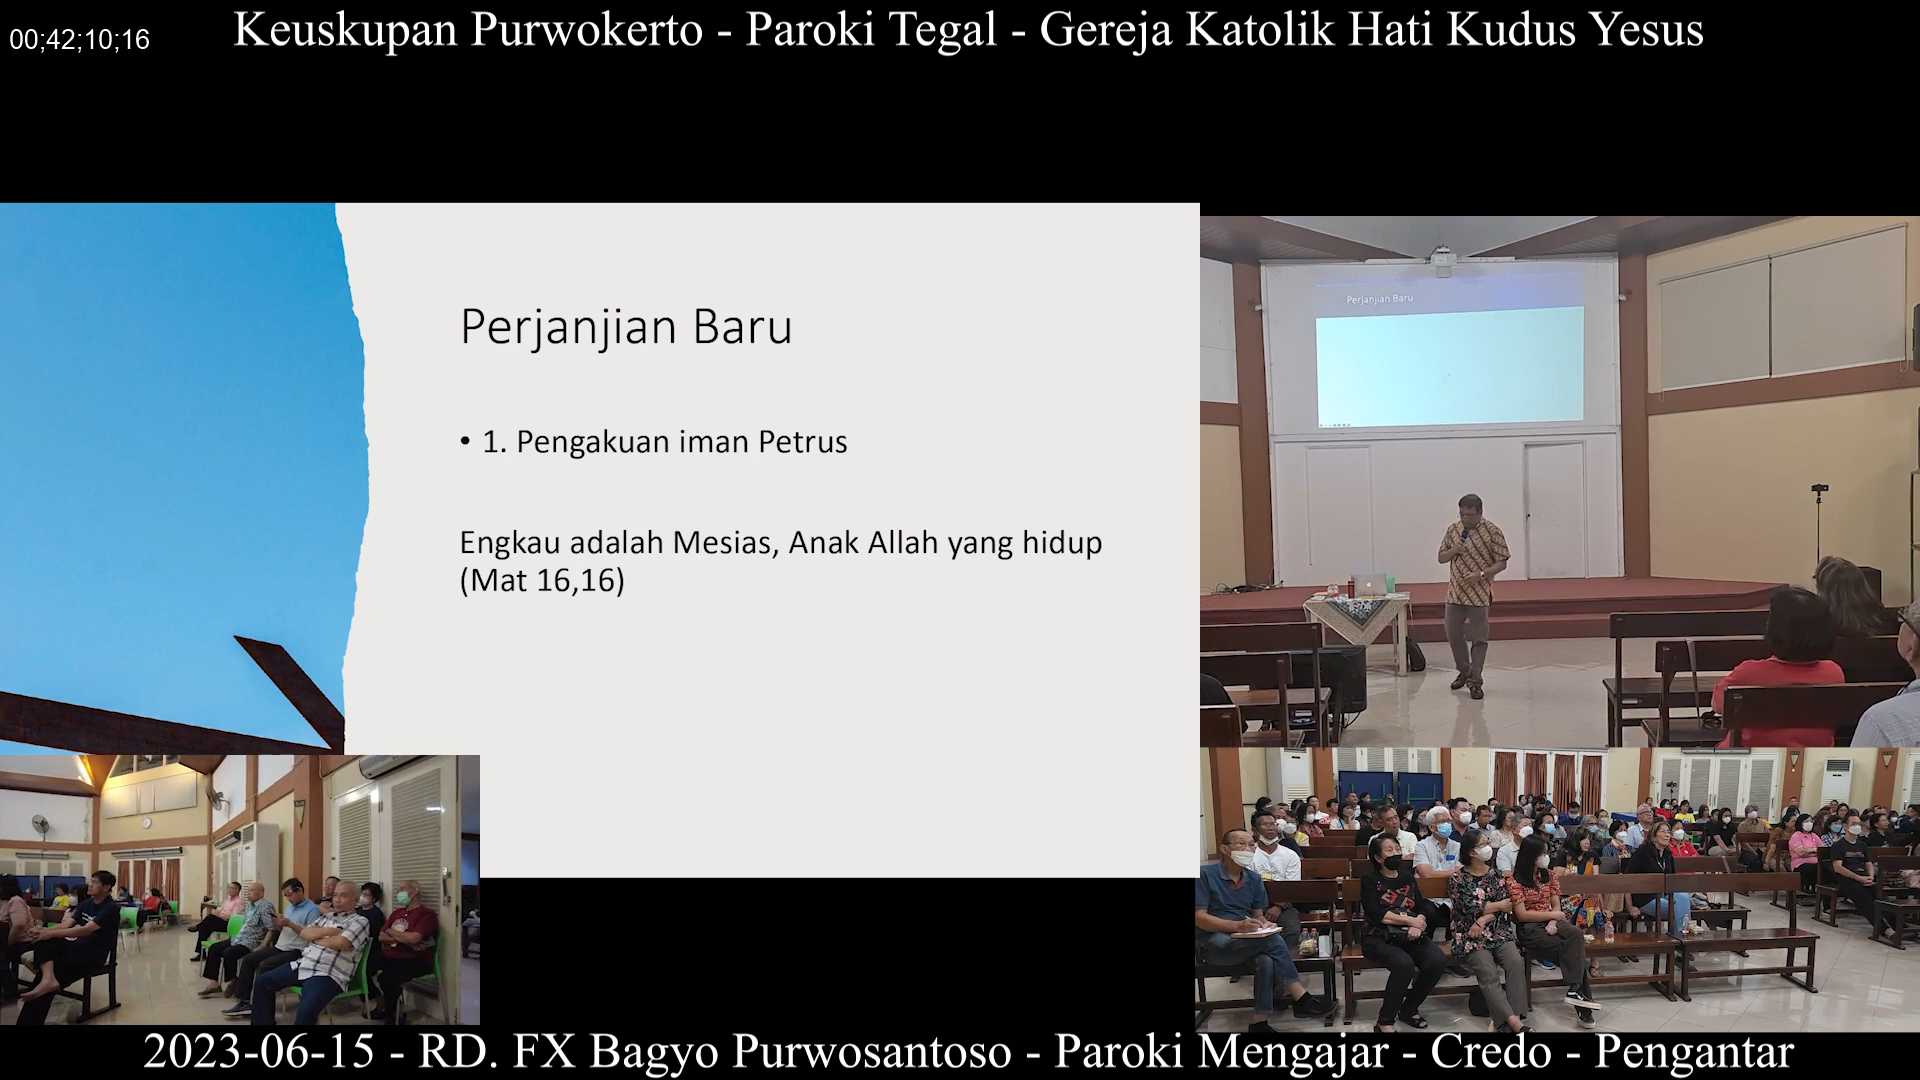 00;42;10;16
Keuskupan Purwokerto - Paroki Tegal - Gereja Katolik Hati Kudus Yesus
Perjanjian Baru
• 1. Pengakuan iman Petrus
Engkau adalah Mesias, Anak Allah yang hidup
(Mat 16,16)
Perjanjian Baru
2023-06-15 - RD. FX Bagyo Purwosantoso - Paroki Mengajar - Credo - Pengantar